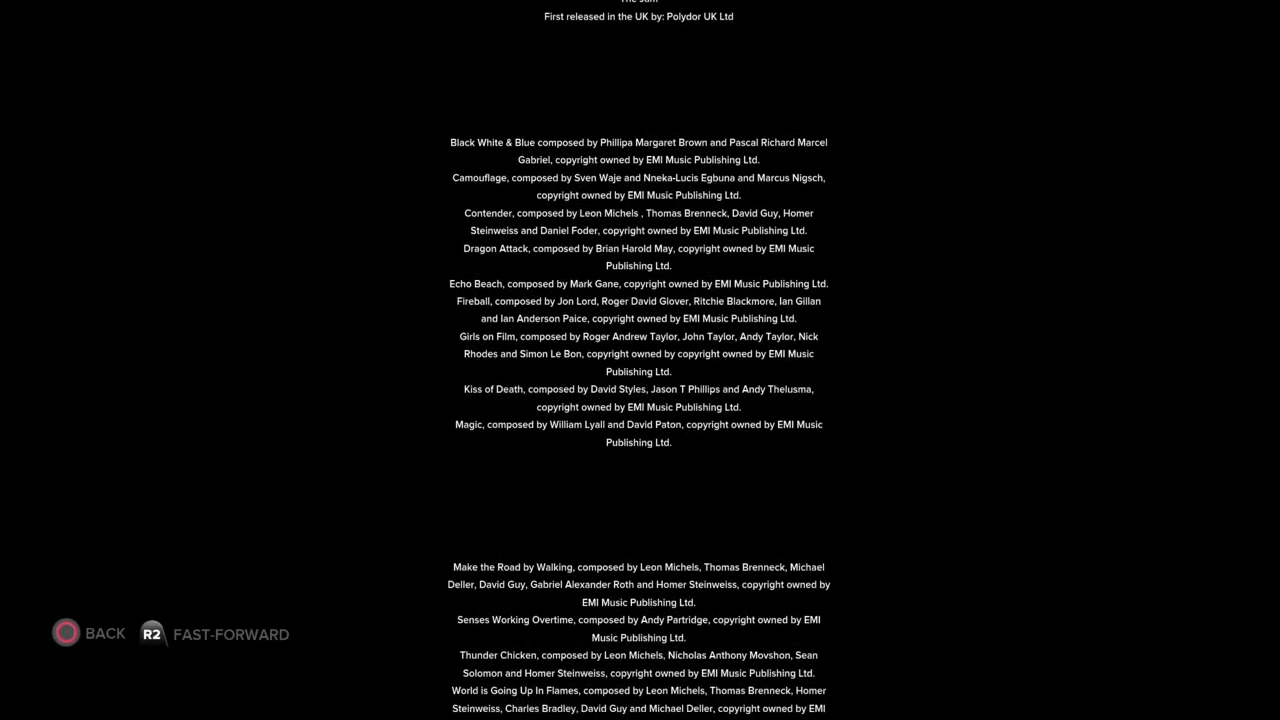 The Jam
First released in the UK by: Polydor UK Ltd
Black White & Blue composed by Phillipa Margaret Brown and Pascal Richard Marcel
Gabriel, copyright owned by EMI Music Publishing Ltd.
Camouflage, composed by Sven Waje and Nneka-Lucis Egbuna and Marcus Nigsch,
copyright owned by EMI Music Publishing Ltd.
Contender, composed by Leon Michels , Thomas Brenneck, David Guy, Homer
Steinweiss and Daniel Foder, copyright owned by EMI Music Publishing Ltd.
Dragon Attack, composed by Brian Harold May, copyright owned by EMI Music
Publishing Ltd.
Echo Beach, composed by Mark Gane, copyright owned by EMI Music Publishing Ltd.
Fireball, composed by Jon Lord, Roger David Glover, Ritchie Blackmore, Ian Gillan
and Ian Anderson Paice, copyright owned by EMI Music Publishing Ltd.
Girls on Film, composed by Roger Andrew Taylor, John Taylor, Andy Taylor, Nick
Rhodes and Simon Le Bon, copyright owned by copyright owned by EMI Music
Publishing Ltd.
Kiss of Death, composed by David Styles, Jason T Phillips and Andy Thelusma,
copyright owned by EMI Music Publishing Ltd.
Magic, composed by William Lyall and David Paton, copyright owned by EMI Music
Publishing Ltd.
Make the Road by Walking, composed by Leon Michels, Thomas Brenneck, Michael
Deller, David Guy, Gabriel Alexander Roth and Homer Steinweiss, copyright owned by
EMI Music Publishing Ltd.
Senses Working Overtime, composed by Andy Partridge, copyright owned by EMI
Music Publishing Ltd.
Thunder Chicken, composed by Leon Michels, Nicholas Anthony Movshon, Sean
Solomon and Homer Steinweiss, copyright owned by EMI Music Publishing Ltd.
World is Going Up In Flames, composed by Leon Michels, Thomas Brenneck, Homer
Steinweiss, Charles Bradley, David Guy and Michael Deller, copyright owned by EMI
BACK R2 FAST-FORWARD